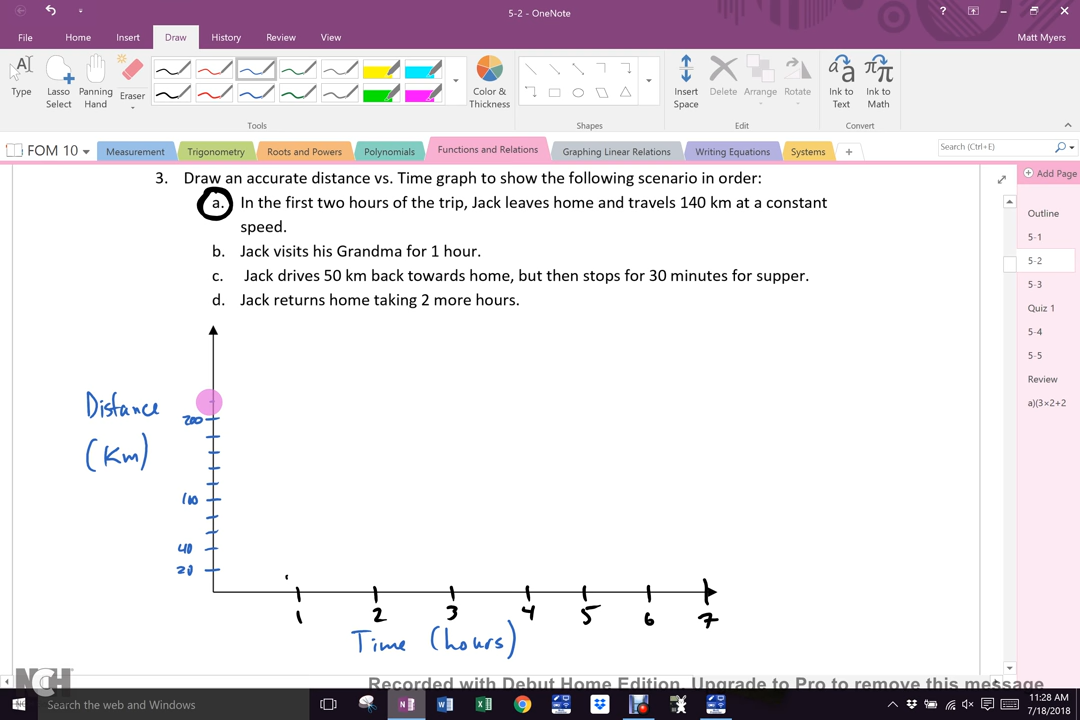 5-2 - OneNote
?
File Home Insert Draw History Review View
Matt Myers
Type
Lasso Select
Panning Hand
Eraser
Color & Thickness
Insert Space
Delete
Arrange
Rotate
Ink to Text
Ink to Math
Tools
Shapes
Edit
Convert
FOM 10
Measurement Trigonometry Roots and Powers Polynomials Functions and Relations Graphing Linear Relations Writing Equations Systems +
Search (Ctrl+E)
Add Page
Outline
5-1
5-2
5-3
Quiz 1
5-4
5-5
Review
a)(3×2+2
3. Draw an accurate distance vs. Time graph to show the following scenario in order:
a. In the first two hours of the trip, Jack leaves home and travels 140 km at a constant
speed.
b. Jack visits his Grandma for 1 hour.
c. Jack drives 50 km back towards home, but then stops for 30 minutes for supper.
d. Jack returns home taking 2 more hours.
Distance
(Km)
200
100
40
20
1 2 3 4 5 6 7
Time (hours)
NCH
Recorded with Debut Home Edition. Upgrade to Pro to remove this message
Search the web and Windows
11:28 AM
7/18/2018